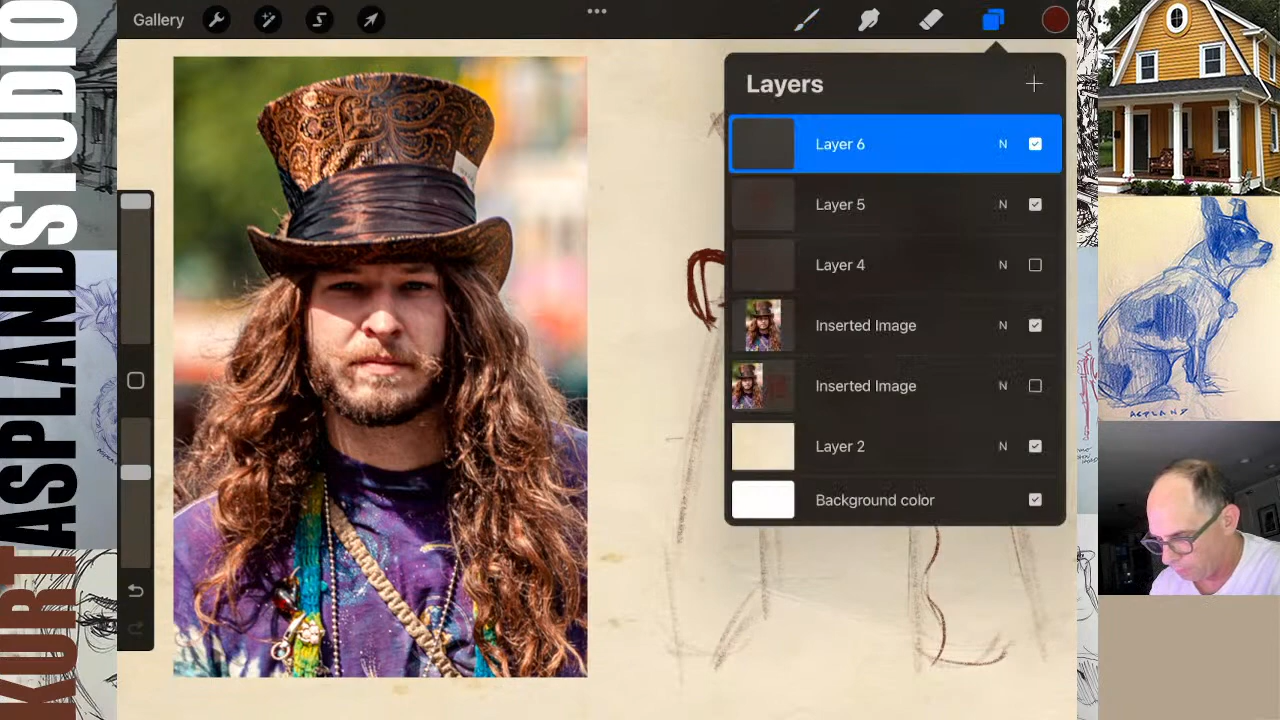 KURT ASPLAND STUDIO
Gallery
Layers
Layer 6
N
Layer 5
N
Layer 4
N
Inserted Image
N
Inserted Image
N
Layer 2
N
Background color
ASPLAND